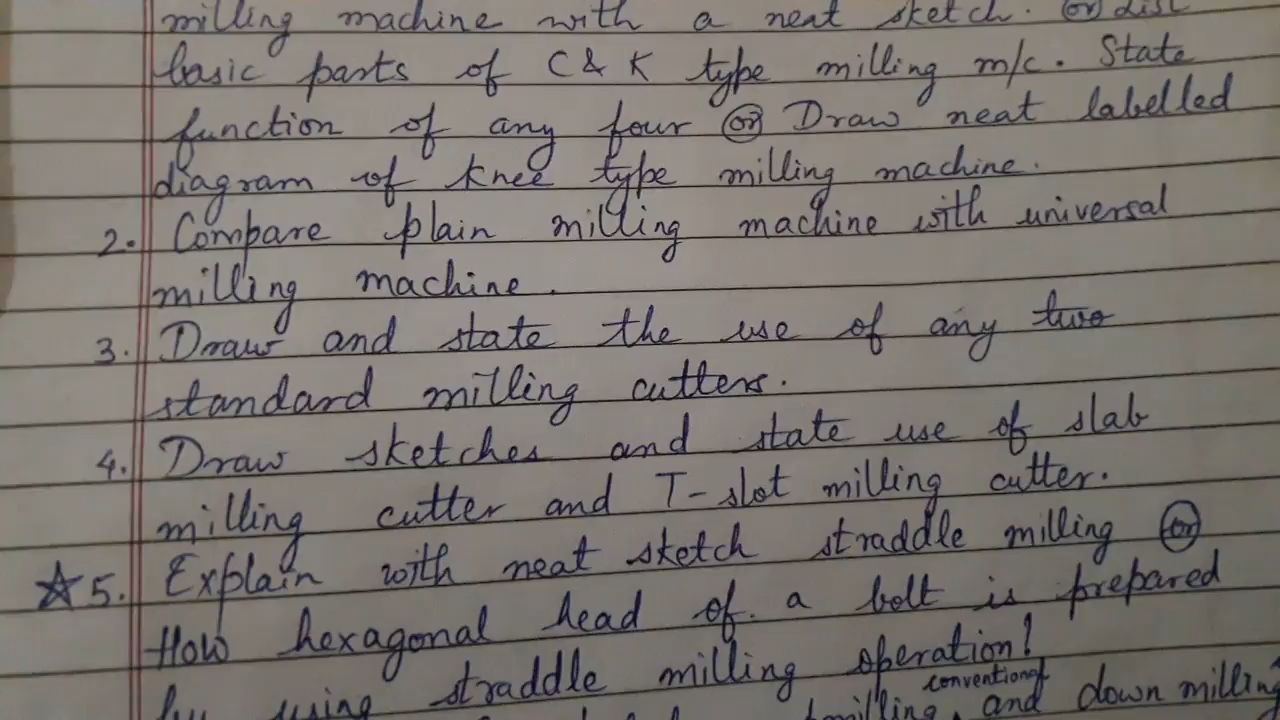 milling machine with a neat sketch. (or) List
basic parts of C & K type milling m/c. State
function of any four (or) Draw neat labelled
diagram of knee type milling machine.
2. Compare plain milling machine with universal
milling machine.
3. Draw and state the use of any two
standard milling cutters.
4. Draw sketches and state use of slab
milling cutter and T-slot milling cutter.
☆ 5. Explain with neat sketch straddle milling (or)
How hexagonal head of a bolt is prepared
by using straddle milling operation?
conventional
milling, and down milling